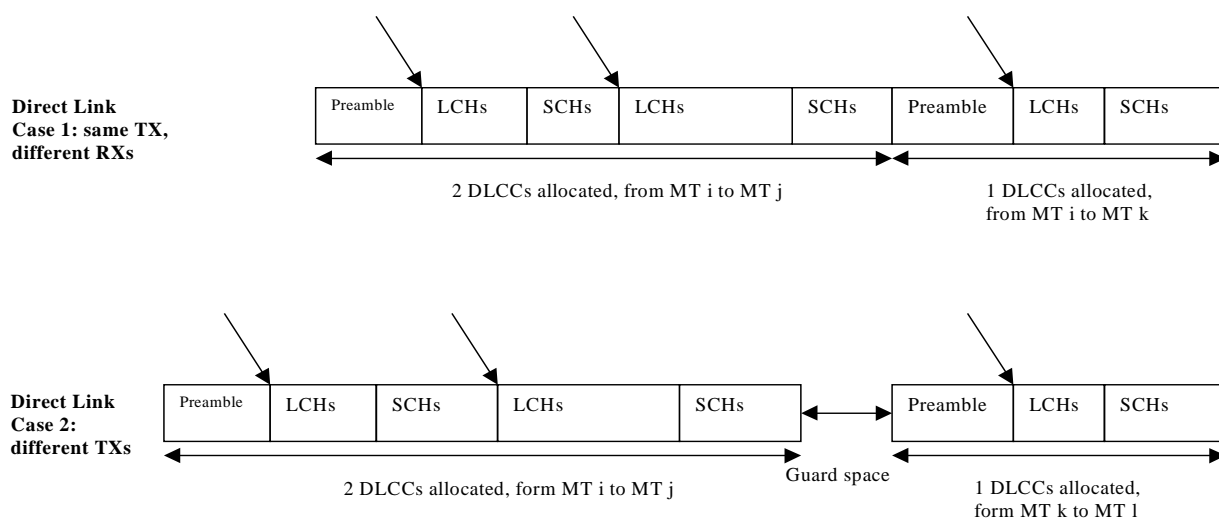 Direct Link
Case 1: same TX,
different RXs
Preamble LCHs SCHs LCHs SCHs Preamble LCHs SCHs
2 DLCCs allocated, from MT i to MT j
1 DLCCs allocated,
from MT i to MT k
Direct Link
Case 2:
different TXs
Preamble LCHs SCHs LCHs SCHs Preamble LCHs SCHs
Guard space
2 DLCCs allocated, form MT i to MT j
1 DLCCs allocated,
form MT k to MT l